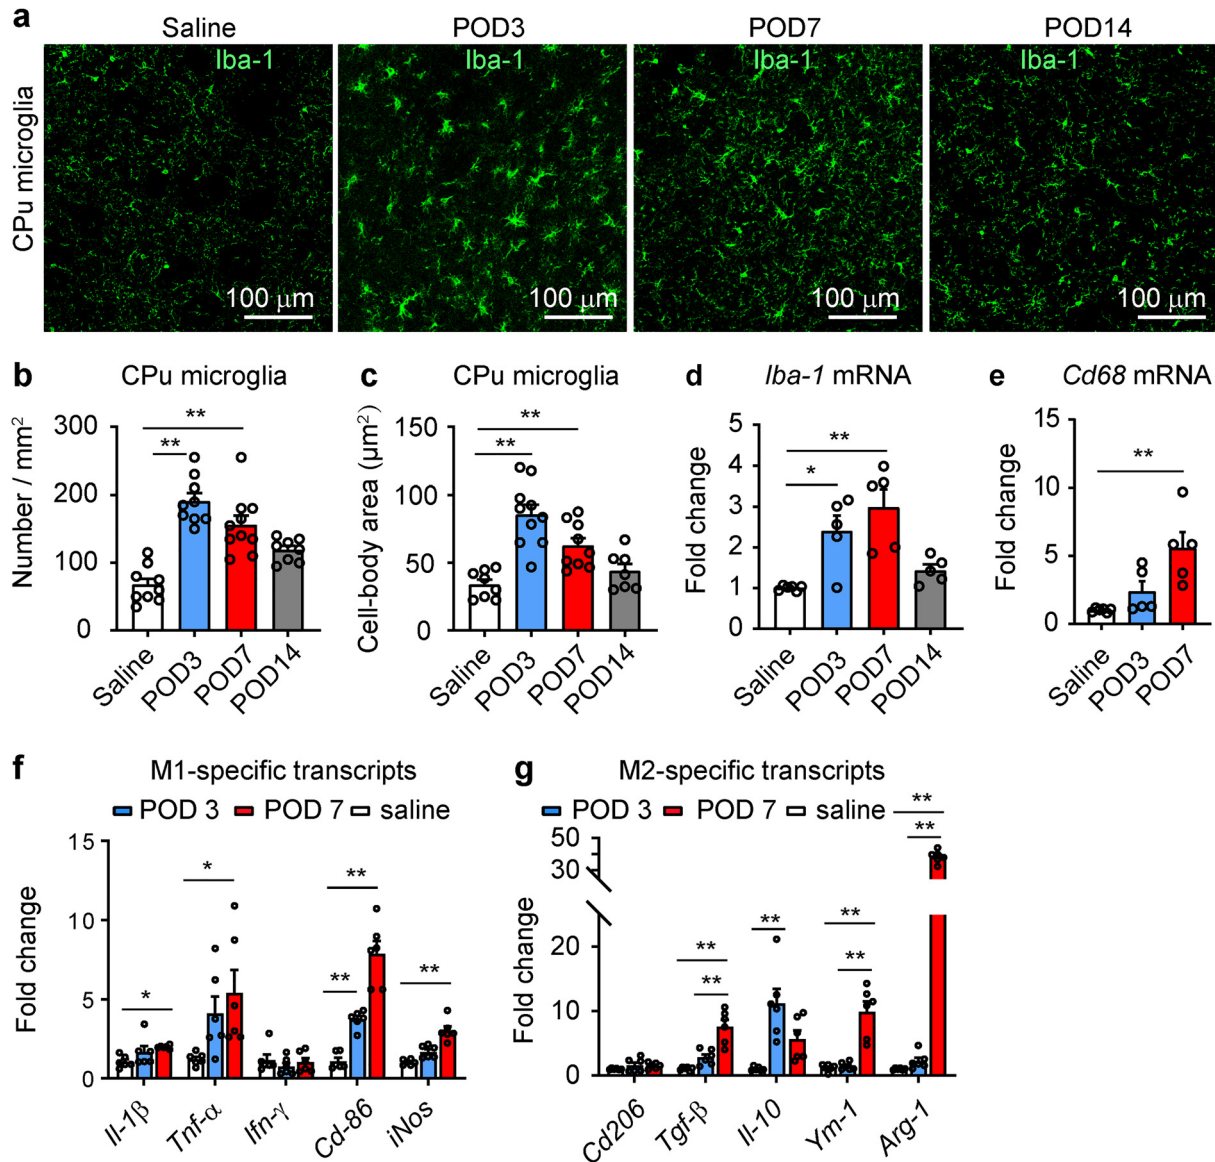 a
Saline POD3 POD7 POD14
Iba-1 Iba-1 Iba-1 Iba-1
CPu microglia
100 μm 100 μm 100 μm 100 μm
b CPu microglia
Number / mm²
300
200
100
0
** **
Saline POD3 POD7 POD14
c CPu microglia
Cell-body area (μm²)
150
100
50
0
** **
Saline POD3 POD7 POD14
d Iba-1 mRNA
Fold change
5
4
3
2
1
0
* **
Saline POD3 POD7 POD14
e Cd68 mRNA
Fold change
15
10
5
0
**
Saline POD3 POD7
f M1-specific transcripts
POD 3 POD 7 saline
Fold change
15
10
5
0
* * ** ** **
Il-1β Tnf-α Ifn-γ Cd-86 iNos
g M2-specific transcripts
POD 3 POD 7 saline
Fold change
50
30
20
10
0
** ** ** ** ** ** **
Cd206 Tgf-β Il-10 Ym-1 Arg-1